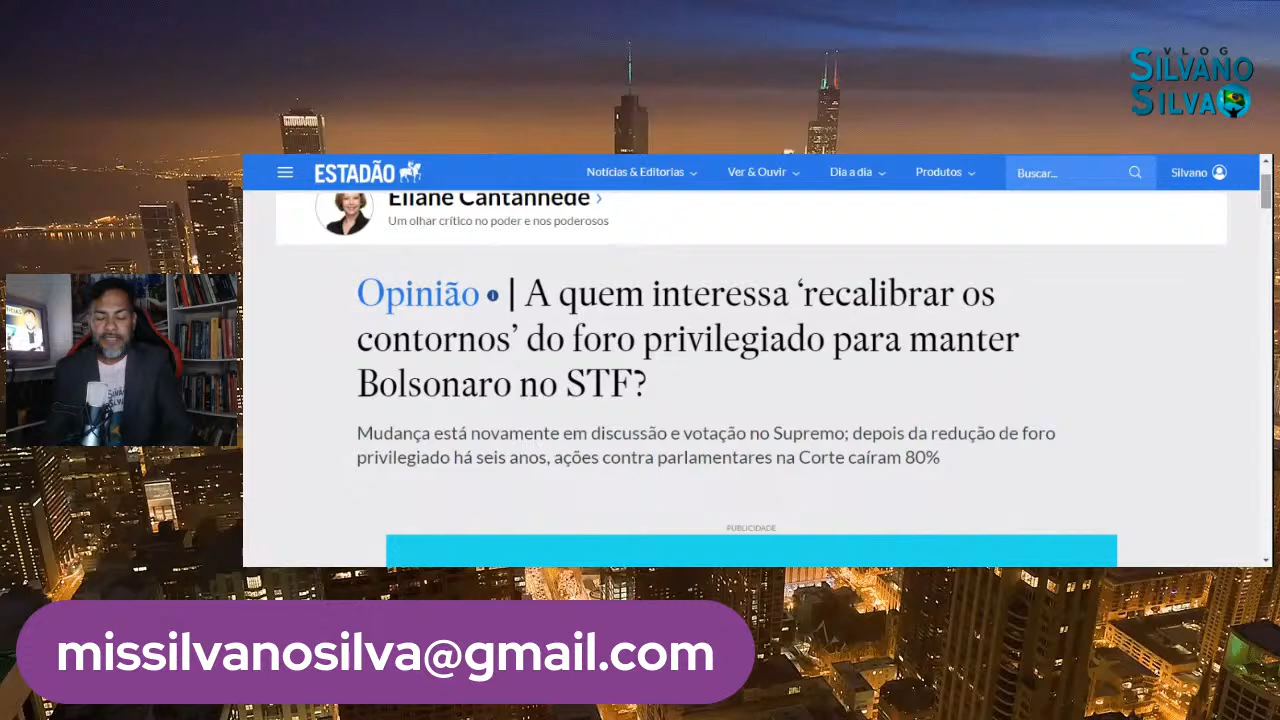 VLOG
SILVANO
SILVA
ESTADÃO
Notícias & Editorias
Ver & Ouvir
Dia a dia
Produtos
Buscar...
Silvano
Eliane Cantanhêde
Um olhar crítico no poder e nos poderosos
Opinião | A quem interessa ‘recalibrar os
contornos’ do foro privilegiado para manter
Bolsonaro no STF?
Mudança está novamente em discussão e votação no Supremo; depois da redução de foro
privilegiado há seis anos, ações contra parlamentares na Corte caíram 80%
PUBLICIDADE
SILVANO
SILVA
missilvanosilva@gmail.com